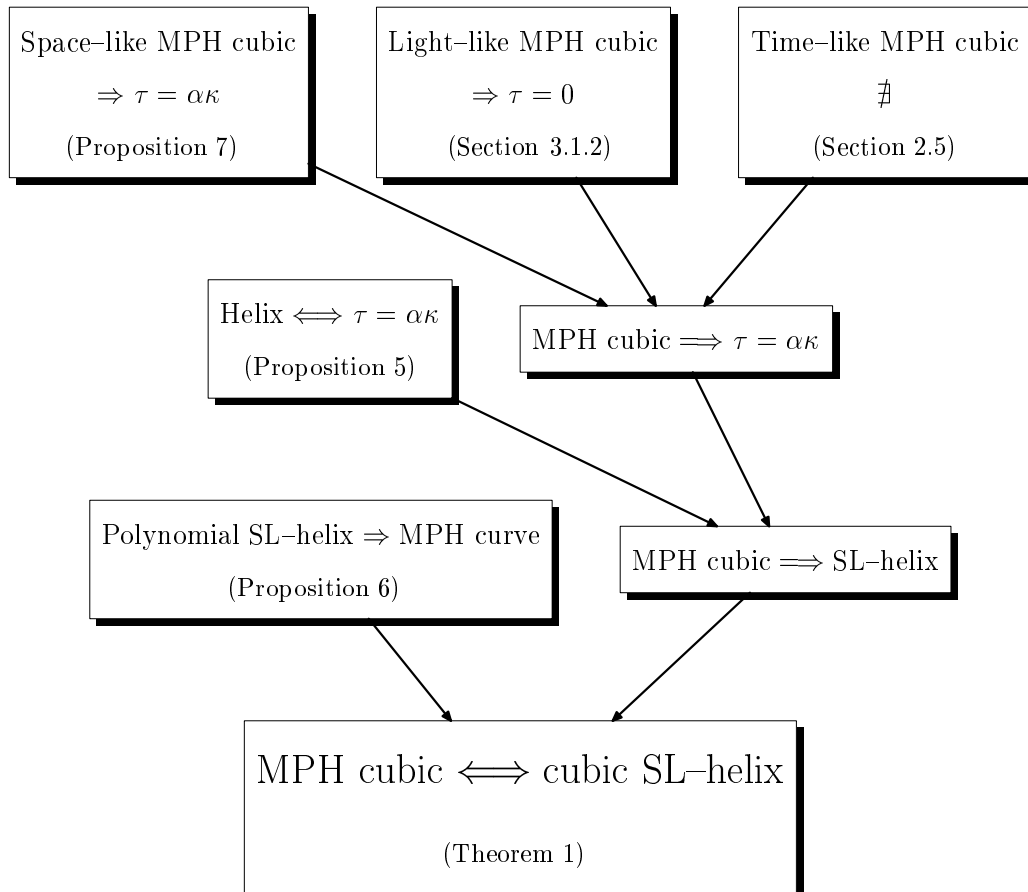 Space–like MPH cubic
⇒ τ = ακ
(Proposition 7)
Light–like MPH cubic
⇒ τ = 0
(Section 3.1.2)
Time–like MPH cubic
∄
(Section 2.5)
Helix ⟺ τ = ακ
(Proposition 5)
MPH cubic ⟹ τ = ακ
Polynomial SL–helix ⇒ MPH curve
(Proposition 6)
MPH cubic ⟹ SL–helix
MPH cubic ⟺ cubic SL–helix
(Theorem 1)